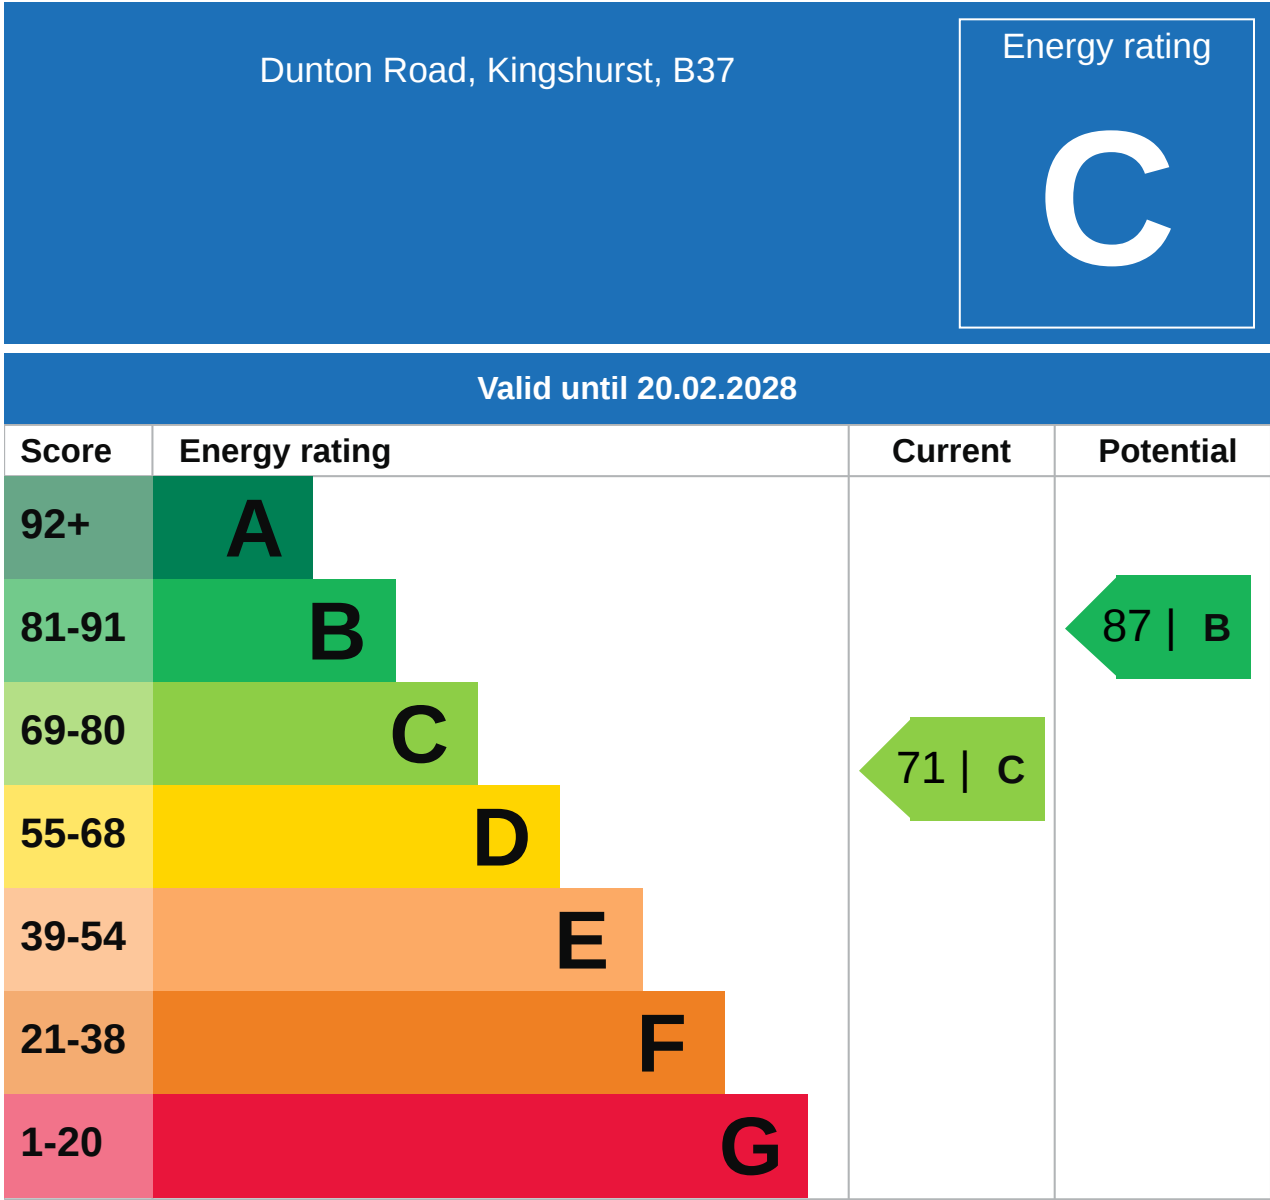 Dunton Road, Kingshurst, B37
Energy rating
C
Valid until 20.02.2028
Score Energy rating Current Potential
92+ A
81-91 B 87 | B
69-80 C 71 | C
55-68 D
39-54 E
21-38 F
1-20 G